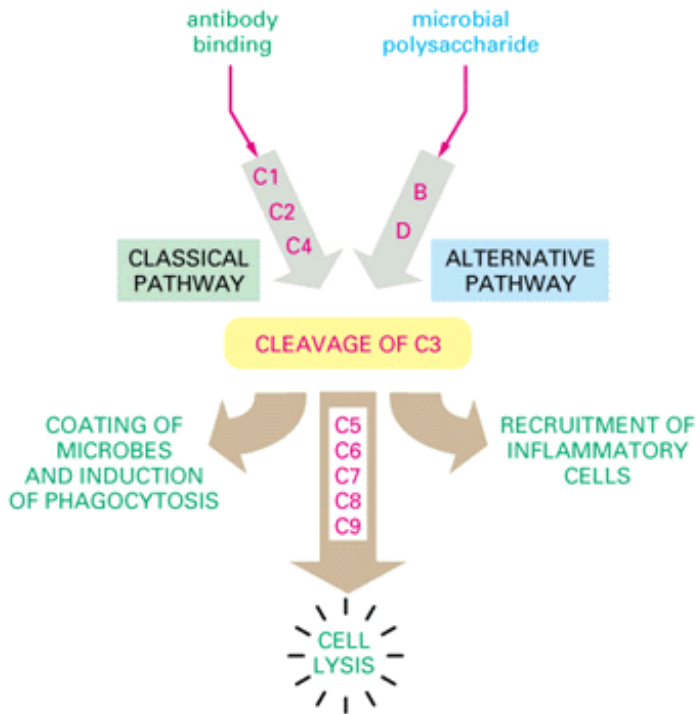 antibody
binding
microbial
polysaccharide
C1
C2
C4
B
D
CLASSICAL
PATHWAY
ALTERNATIVE
PATHWAY
CLEAVAGE OF C3
COATING OF
MICROBES
AND INDUCTION
OF PHAGOCYTOSIS
C5
C6
C7
C8
C9
RECRUITMENT OF
INFLAMMATORY
CELLS
CELL
LYSIS